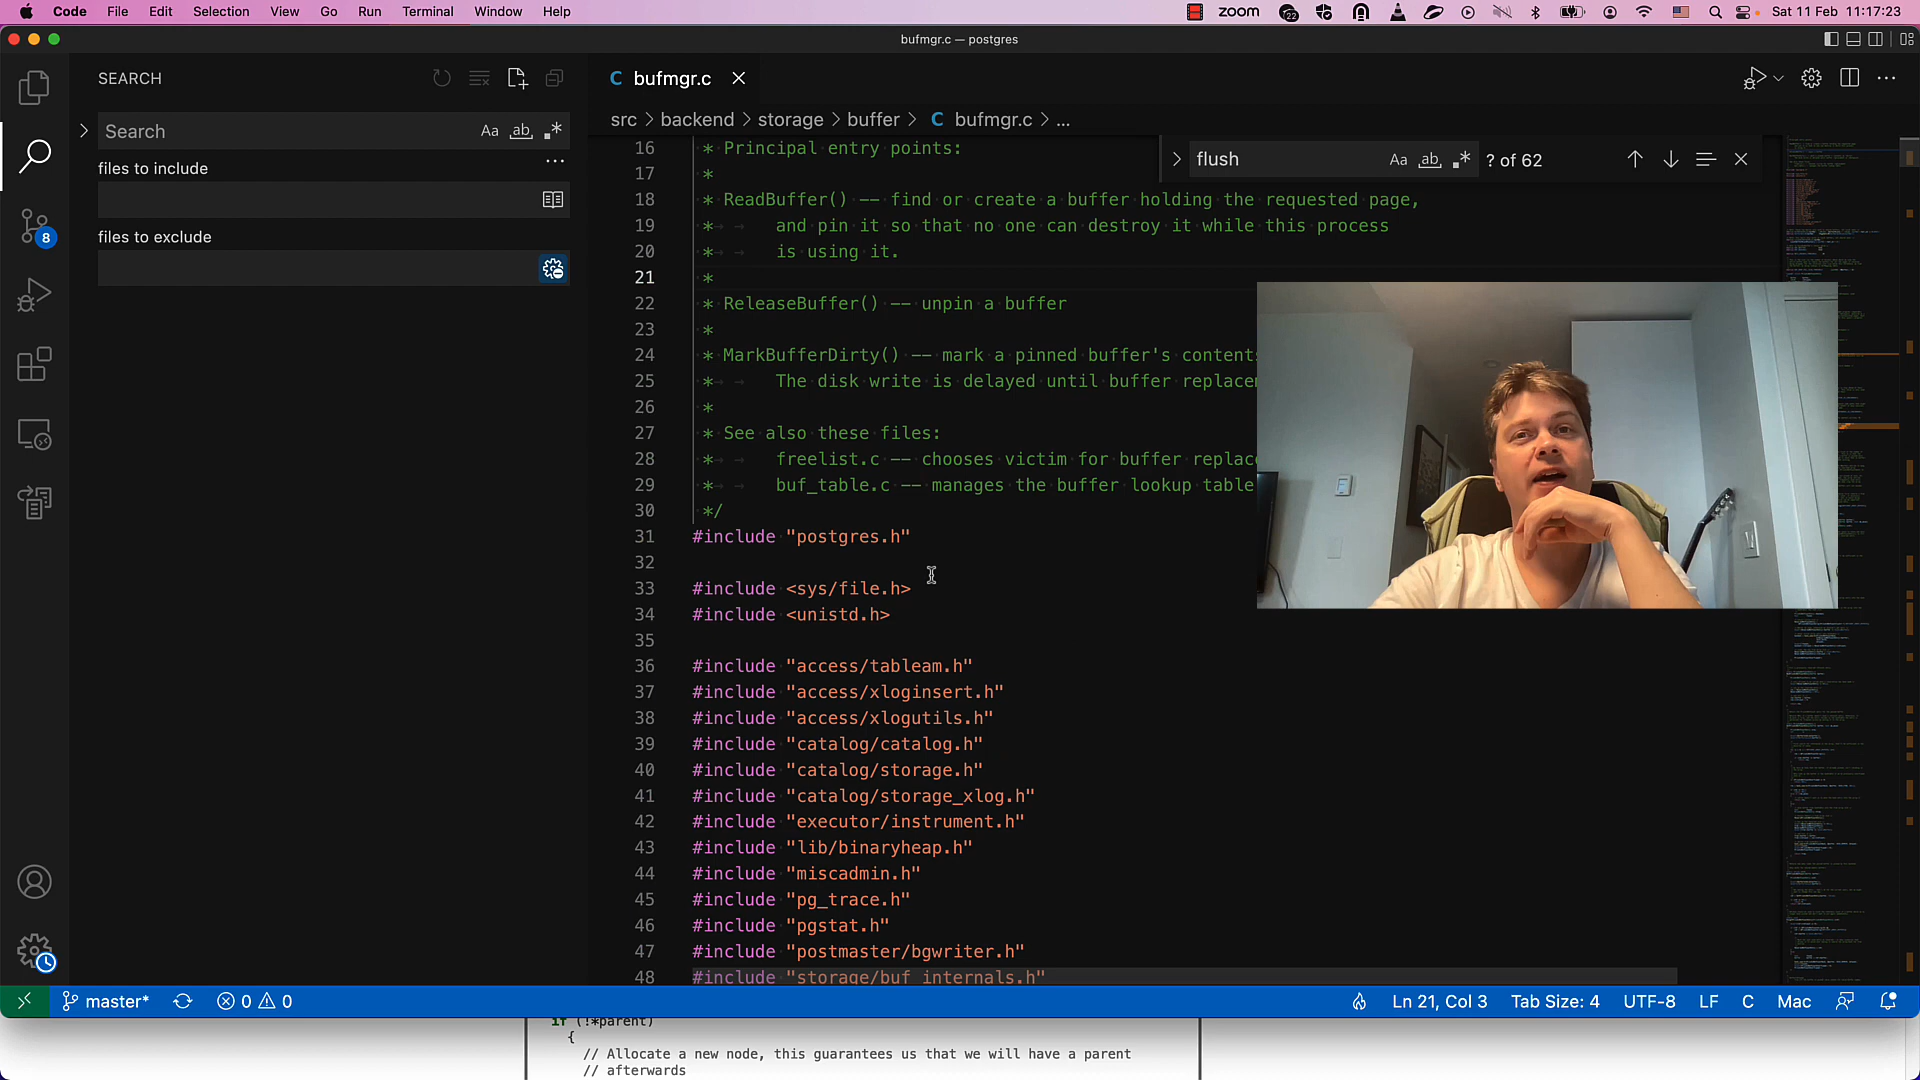 Code File Edit Selection View Go Run Terminal Window Help zoom 22 Sat 11 Feb 11:17:23
bufmgr.c — postgres
SEARCH
C bufmgr.c
Search Aa ab
files to include
files to exclude
8
src > backend > storage > buffer > C bufmgr.c > ...
flush Aa ab ? of 62
16 * Principal entry points:
17 *
18 * ReadBuffer() -- find or create a buffer holding the requested page,
19 * and pin it so that no one can destroy it while this process
20 * is using it.
21 *
22 * ReleaseBuffer() -- unpin a buffer
23 *
24 * MarkBufferDirty() -- mark a pinned buffer's content
25 * The disk write is delayed until buffer replace
26 *
27 * See also these files:
28 * freelist.c -- chooses victim for buffer replac
29 * buf_table.c -- manages the buffer lookup table
30 */
31 #include "postgres.h"
32
33 #include <sys/file.h>
34 #include <unistd.h>
35
36 #include "access/tableam.h"
37 #include "access/xloginsert.h"
38 #include "access/xlogutils.h"
39 #include "catalog/catalog.h"
40 #include "catalog/storage.h"
41 #include "catalog/storage_xlog.h"
42 #include "executor/instrument.h"
43 #include "lib/binaryheap.h"
44 #include "miscadmin.h"
45 #include "pg_trace.h"
46 #include "pgstat.h"
47 #include "postmaster/bgwriter.h"
48 #include "storage/buf_internals.h"
master* 0 0 Ln 21, Col 3 Tab Size: 4 UTF-8 LF C Mac
if (!*parent)
{
// Allocate a new node, this guarantees us that we will have a parent
// afterwards